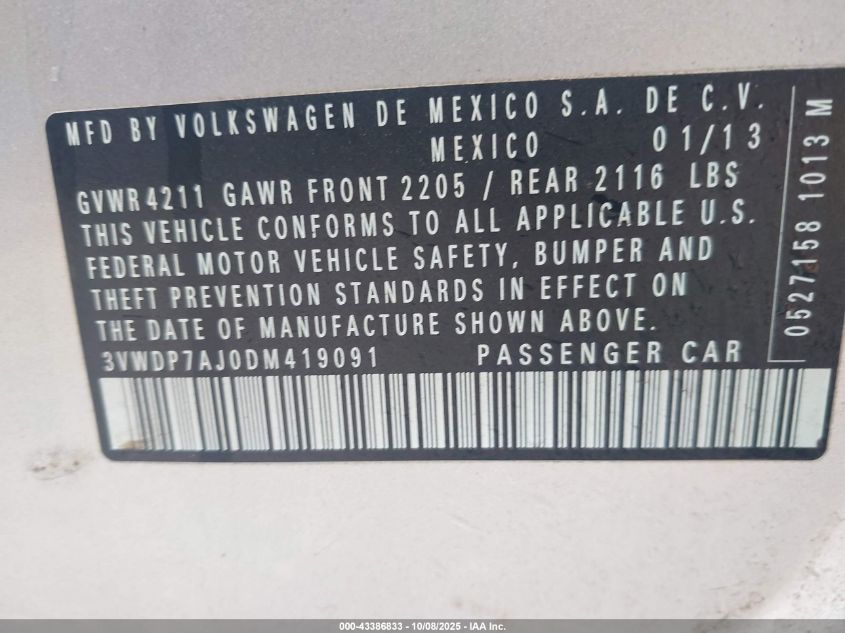 MFD BY VOLKSWAGEN DE MEXICO S.A. DE C.V.
MEXICO 01/13
GVWR 4211 GAWR FRONT 2205 / REAR 2116 LBS
THIS VEHICLE CONFORMS TO ALL APPLICABLE U.S.
FEDERAL MOTOR VEHICLE SAFETY, BUMPER AND
THEFT PREVENTION STANDARDS IN EFFECT ON
THE DATE OF MANUFACTURE SHOWN ABOVE.
3VWDP7AJ0DM419091 PASSENGER CAR
0527158 1013 M
000-43386833 - 10/08/2025 - IAA Inc.